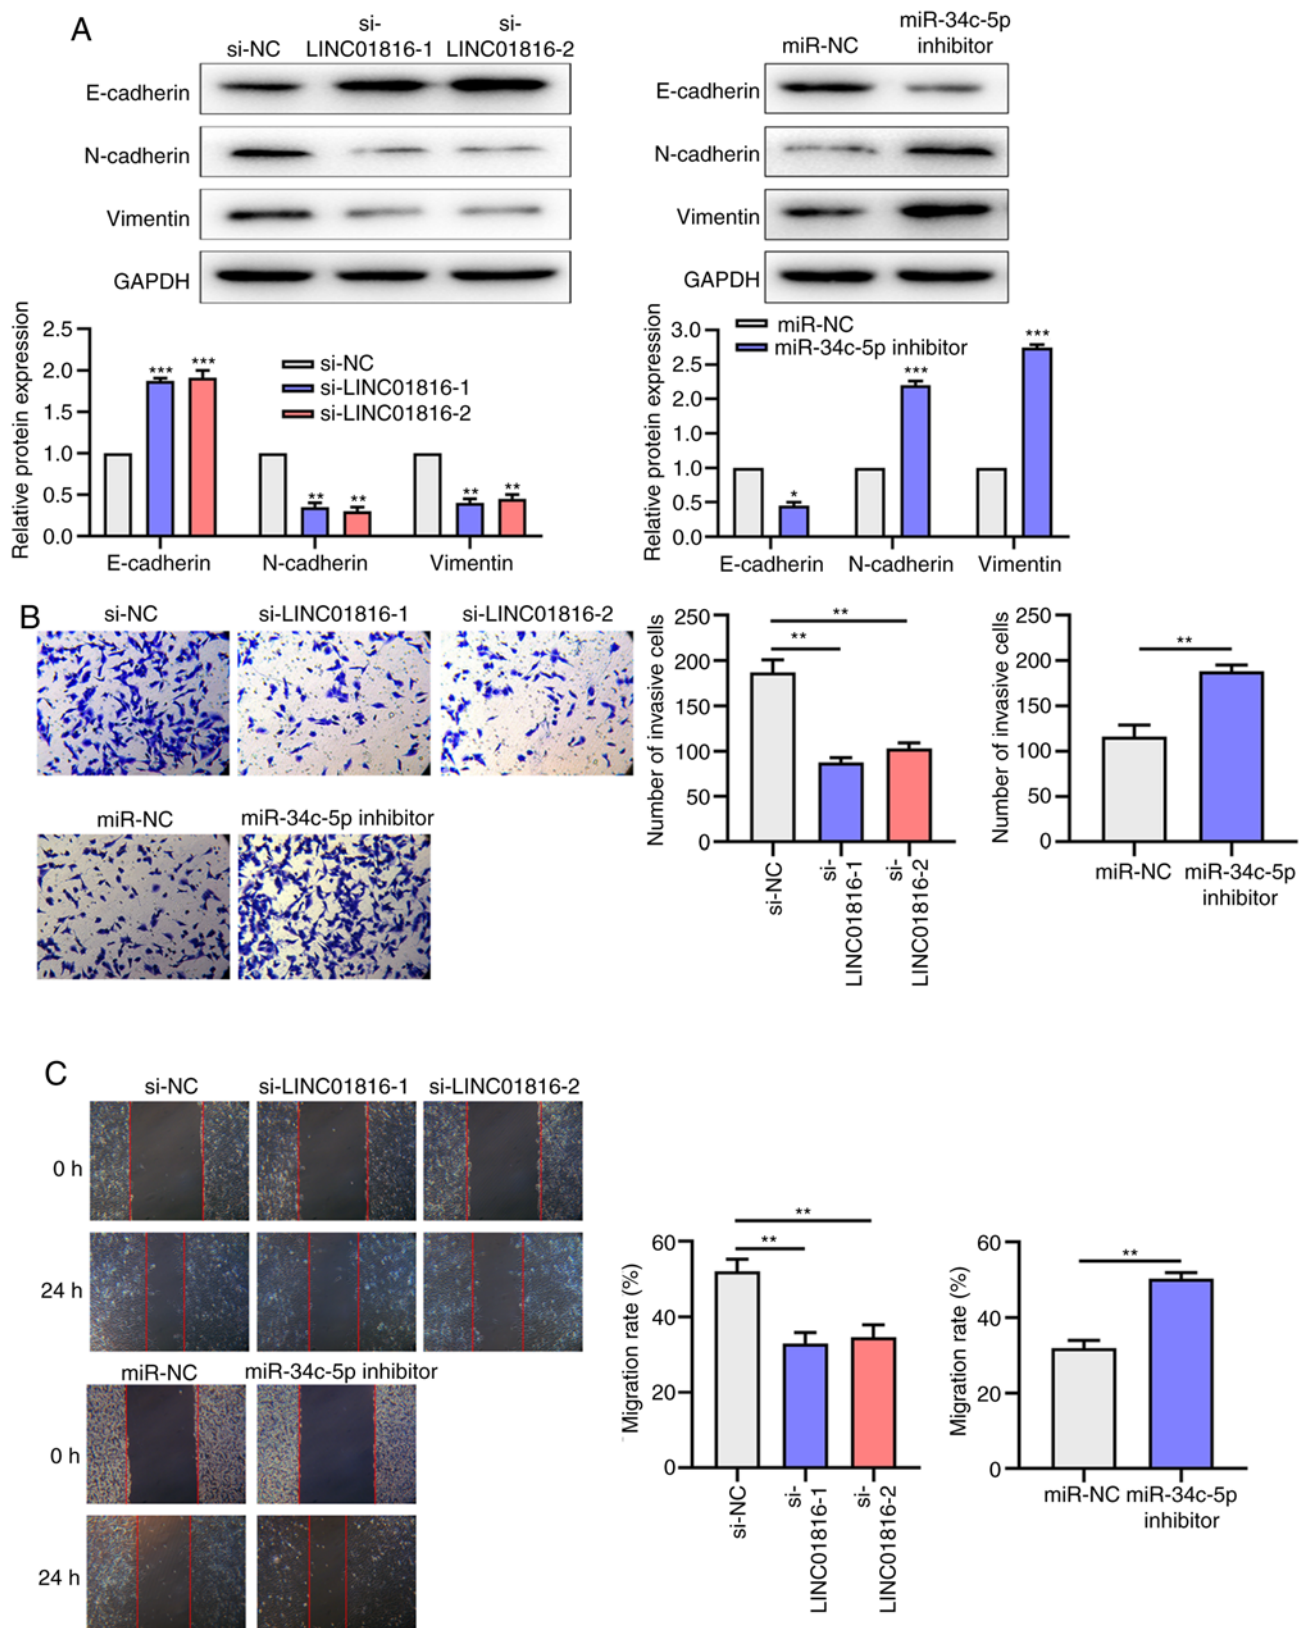 A
si-NC
si-
LINC01816-1
si-
LINC01816-2
E-cadherin
N-cadherin
Vimentin
GAPDH
miR-NC
miR-34c-5p
inhibitor
E-cadherin
N-cadherin
Vimentin
GAPDH
Relative protein expression
2.5
2.0
1.5
1.0
0.5
0.0
***
***
**
**
**
**
si-NC
si-LINC01816-1
si-LINC01816-2
E-cadherin
N-cadherin
Vimentin
Relative protein expression
3.0
2.5
2.0
1.0
1.0
0.5
0.0
miR-NC
miR-34c-5p inhibitor
*
***
***
E-cadherin
N-cadherin
Vimentin
B
si-NC
si-LINC01816-1
si-LINC01816-2
miR-NC
miR-34c-5p inhibitor
Number of invasive cells
250
200
150
100
50
0
**
**
si-NC
si-
LINC01816-1
si-
LINC01816-2
Number of invasive cells
250
200
150
100
50
0
**
miR-NC
miR-34c-5p
inhibitor
C
si-NC
si-LINC01816-1
si-LINC01816-2
0 h
24 h
miR-NC
miR-34c-5p inhibitor
0 h
24 h
Migration rate (%)
60
40
20
0
**
**
si-NC
si-
LINC01816-1
si-
LINC01816-2
Migration rate (%)
60
40
20
0
**
miR-NC
miR-34c-5p
inhibitor